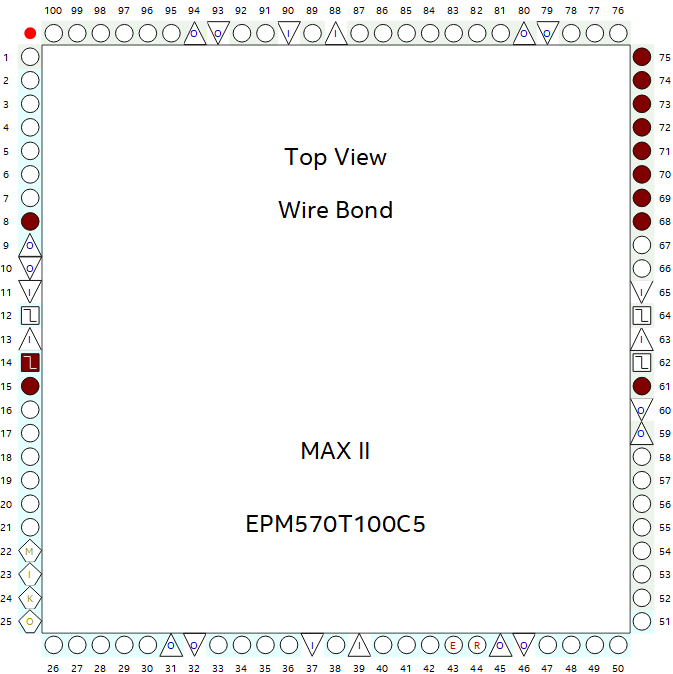 100 99 98 97 96 95 94 93 92 91 90 89 88 87 86 85 84 83 82 81 80 79 78 77 76
O O I I O O
1 75
2 74
3 73
4 72
5 71
6 70
7 69
8 68
9 O 67
10 O 66
11 I I 65
12 64
13 I I 63
14 62
15 61
16 O 60
17 O 59
18 58
19 57
20 56
21 55
22 M 54
23 I 53
24 K 52
25 O 51
Top View
Wire Bond
MAX II
EPM570T100C5
O O I I E R O O
26 27 28 29 30 31 32 33 34 35 36 37 38 39 40 41 42 43 44 45 46 47 48 49 50